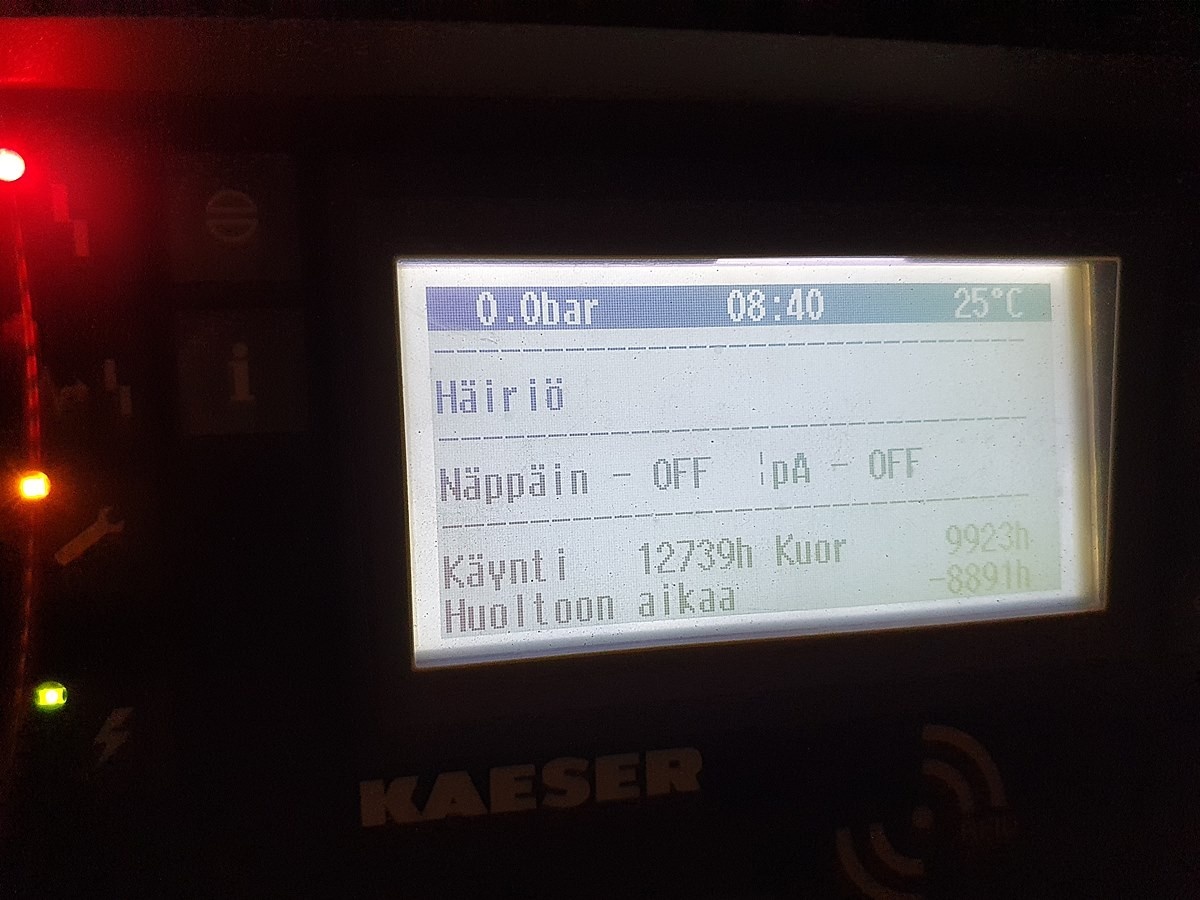 0.0bar 08:40 25°C
Häiriö
Näppäin - OFF ¦pA - OFF
Käynti 12739h Kuor 9923h
Huoltoon aikaa -8891h
KAESER